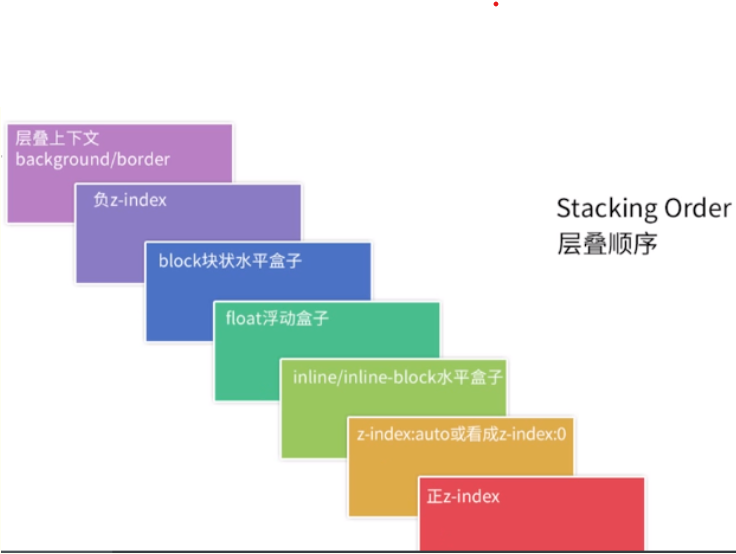 层叠上下文
background/border
负z-index
Stacking Order
层叠顺序
block块状水平盒子
float浮动盒子
inline/inline-block水平盒子
z-index:auto或看成z-index:0
正z-index